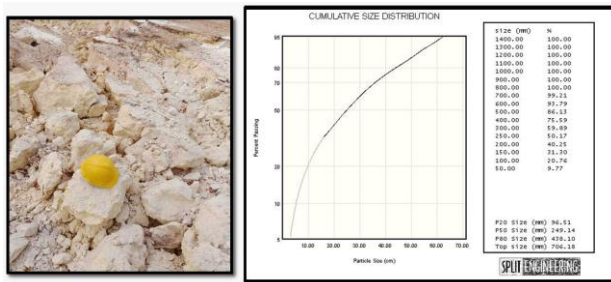 CUMULATIVE SIZE DISTRIBUTION
Percent Passing
95
80
70
50
20
10
5
10.00 20.00 30.00 40.00 50.00 60.00 70.00
Particle Size (cm)
size (mm) %
1400.00 100.00
1300.00 100.00
1200.00 100.00
1100.00 100.00
1000.00 100.00
900.00 100.00
800.00 100.00
700.00 99.21
600.00 93.79
500.00 86.13
400.00 75.59
300.00 59.89
250.00 50.17
200.00 40.25
150.00 31.30
100.00 20.76
50.00 9.77
P20 Size (mm) 96.51
P50 Size (mm) 249.14
P80 Size (mm) 438.10
Top Size (mm) 706.18
SPLIT ENGINEERING